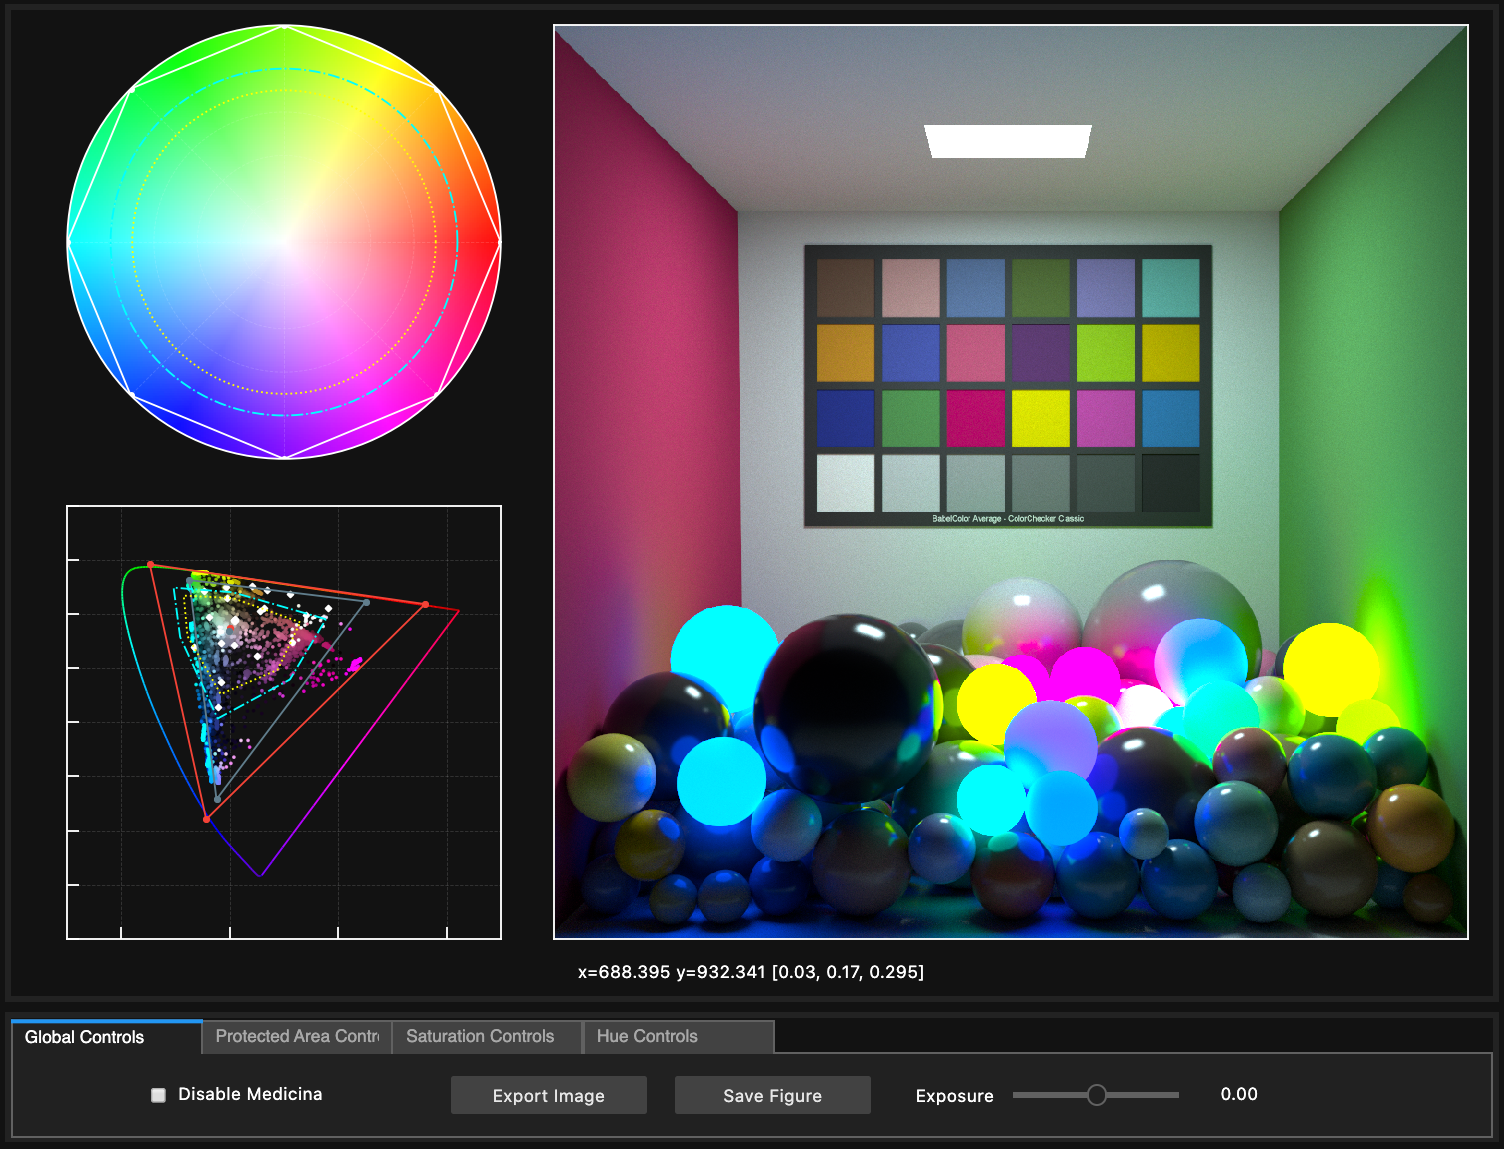 BabelColor Average - ColorChecker Classic
x=688.395 y=932.341 [0.03, 0.17, 0.295]
Global Controls
Protected Area Contr
Saturation Controls
Hue Controls
Disable Medicina
Export Image
Save Figure
Exposure
0.00